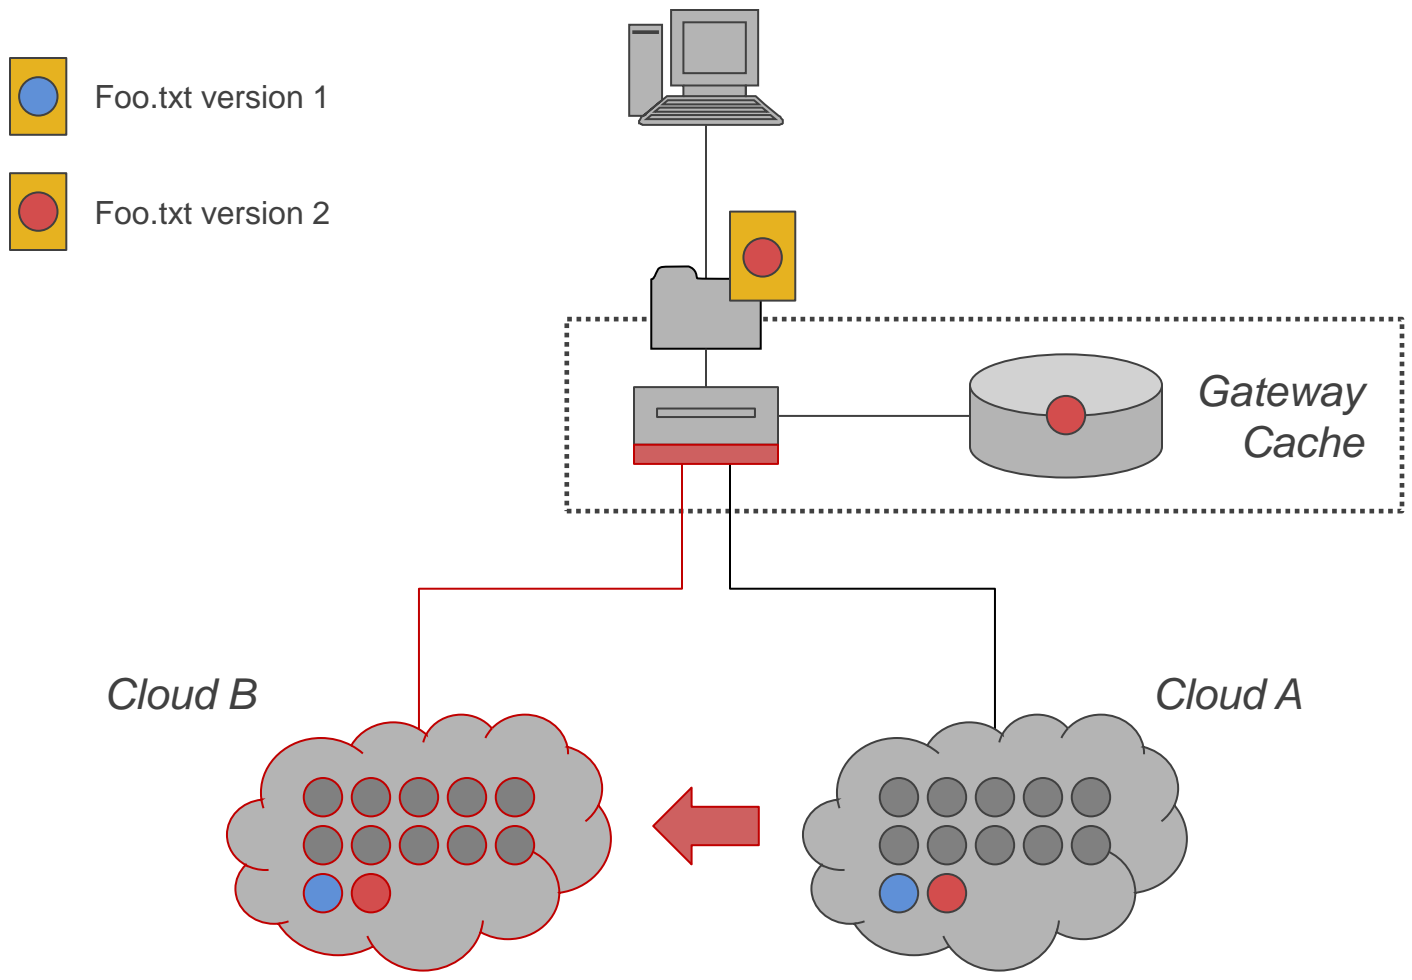 Foo.txt version 1
Foo.txt version 2
Gateway
Cache
Cloud B
Cloud A